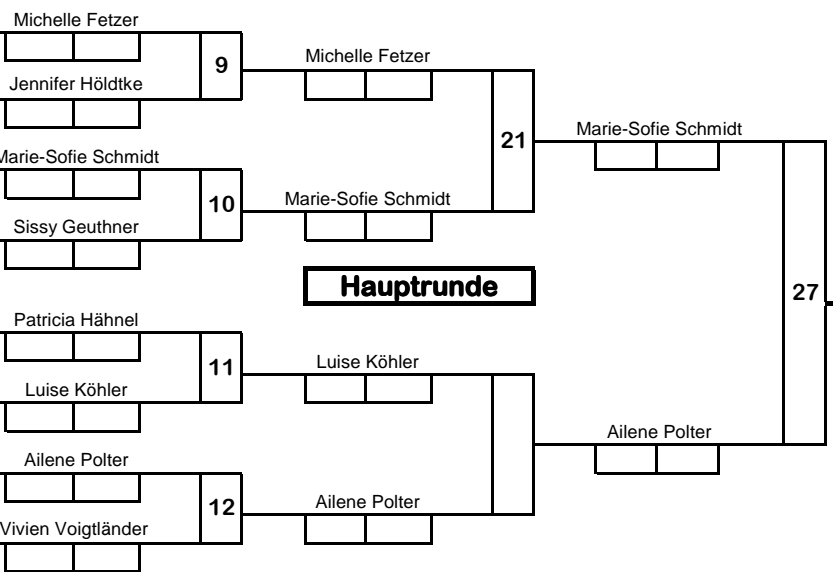 Michelle Fetzer
9
Michelle Fetzer
Jennifer Höldtke
21
Marie-Sofie Schmidt
Marie-Sofie Schmidt
10
Marie-Sofie Schmidt
Sissy Geuthner
Hauptrunde
27
Patricia Hähnel
11
Luise Köhler
Luise Köhler
Ailene Polter
Ailene Polter
12
Ailene Polter
Vivien Voigtländer